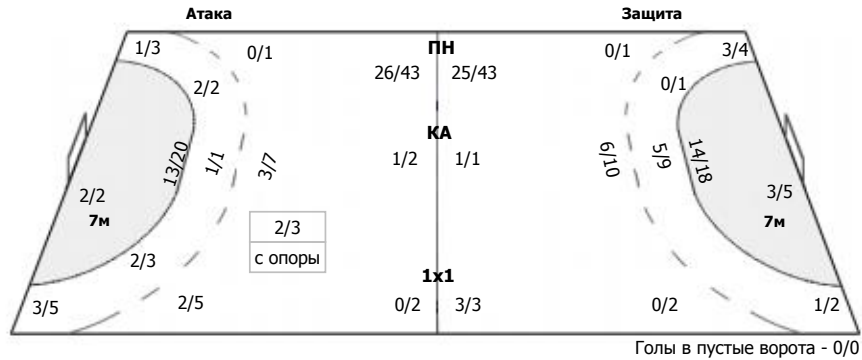 Атака Защита
1/3 0/1 ПН 0/1 3/4
26/43 25/43
2/2 0/1
КА
13/20 1/1 3/7 1/2 1/1 6/10 5/9 14/18
2/2 3/5
7м 7м
2/3
с опоры
2/3
1x1
3/5 2/5 0/2 3/3 0/2 1/2
Голы в пустые ворота - 0/0